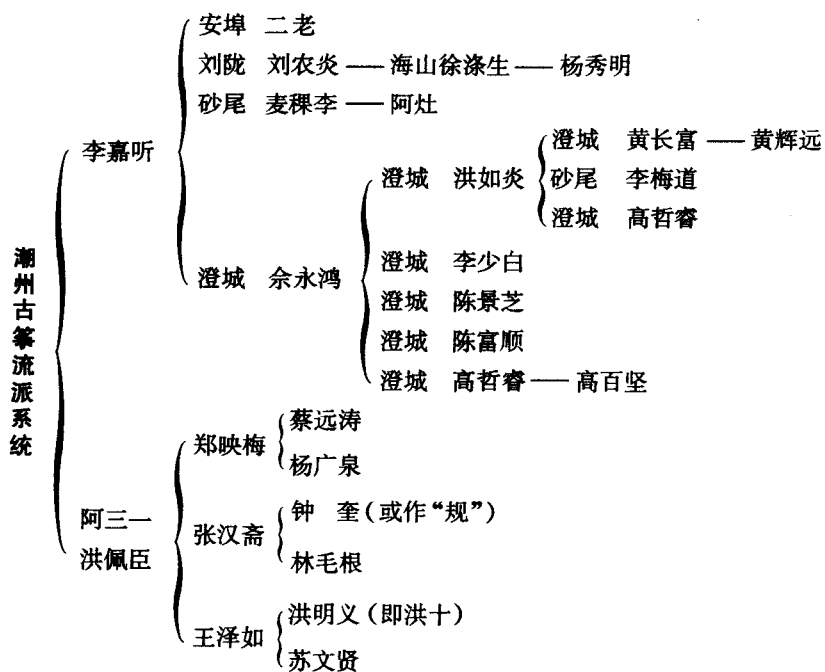 潮州古筝流派系统
李嘉听
安埠 二老
刘陇 刘农炎 — 海山徐涤生 — 杨秀明
砂尾 麦稞李 — 阿灶
澄城 佘永鸿
澄城 洪如炎
澄城 黄长富 — 黄辉远
砂尾 李梅道
澄城 高哲睿
澄城 李少白
澄城 陈景芝
澄城 陈富顺
澄城 高哲睿 — 高百坚
阿三一
洪佩臣
郑映梅
蔡远涛
杨广泉
张汉斋
钟 奎(或作“规”)
林毛根
王泽如
洪明义(即洪十)
苏文贤